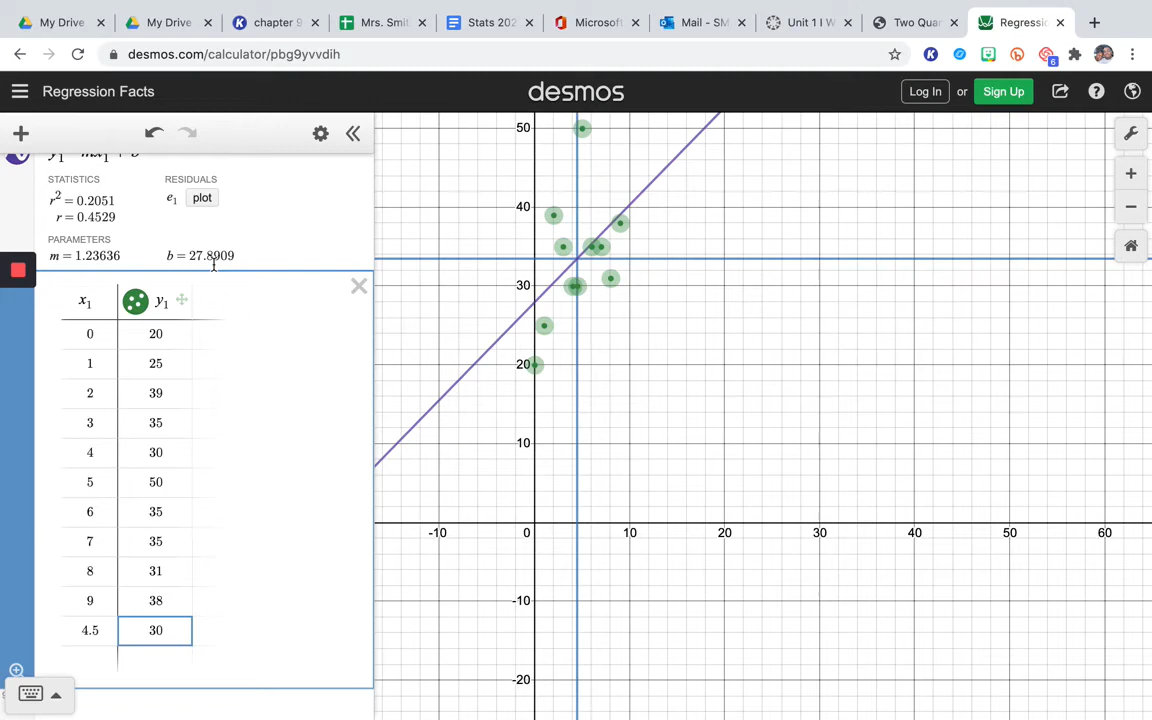 My Drive
My Drive
chapter 9
Mrs. Smit
Stats 202
Microsoft
Mail - SM
Unit 1 I W
Two Quar
Regressio
desmos.com/calculator/pbg9yvvdih
6
Regression Facts
desmos
Log In or Sign Up
STATISTICS
RESIDUALS
r² = 0.2051
e₁ plot
r = 0.4529
PARAMETERS
m = 1.23636
b = 27.8909
x₁ y₁
0 20
1 25
2 39
3 35
4 30
5 50
6 35
7 35
8 31
9 38
4.5 30
50
40
30
20
10
-10 0 10 20 30 40 50 60
-10
-20